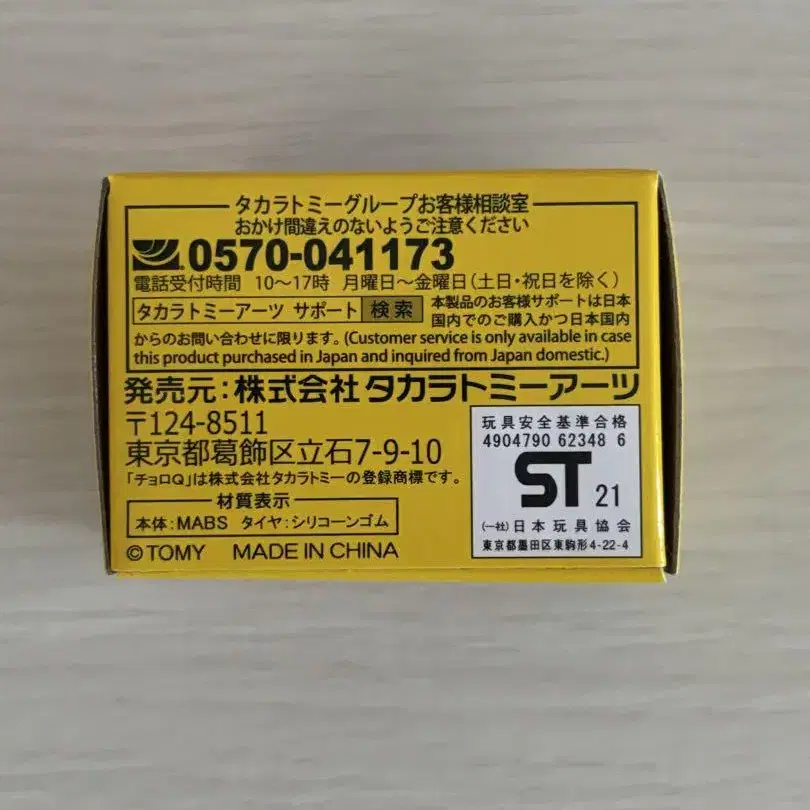 タカラトミーグループお客様相談室
おかけ間違えのないようご注意ください
0570-041173
電話受付時間 10〜17時 月曜日〜金曜日(土日・祝日を除く)
タカラトミーアーツ サポート 検索
本製品のお客様サポートは日本
国内でのご購入かつ日本国内
からのお問い合わせに限ります。(Customer service is only available in case
this product purchased in Japan and inquired from Japan domestic.)
発売元:株式会社タカラトミーアーツ
〒124-8511
東京都葛飾区立石7-9-10
「チョロQ」は株式会社タカラトミーの登録商標です。
材質表示
本体:MABS タイヤ:シリコーンゴム
©TOMY MADE IN CHINA
玩具安全基準合格
4904790 62348 6
ST 21
(一社)日本玩具協会
東京都墨田区東駒形4-22-4